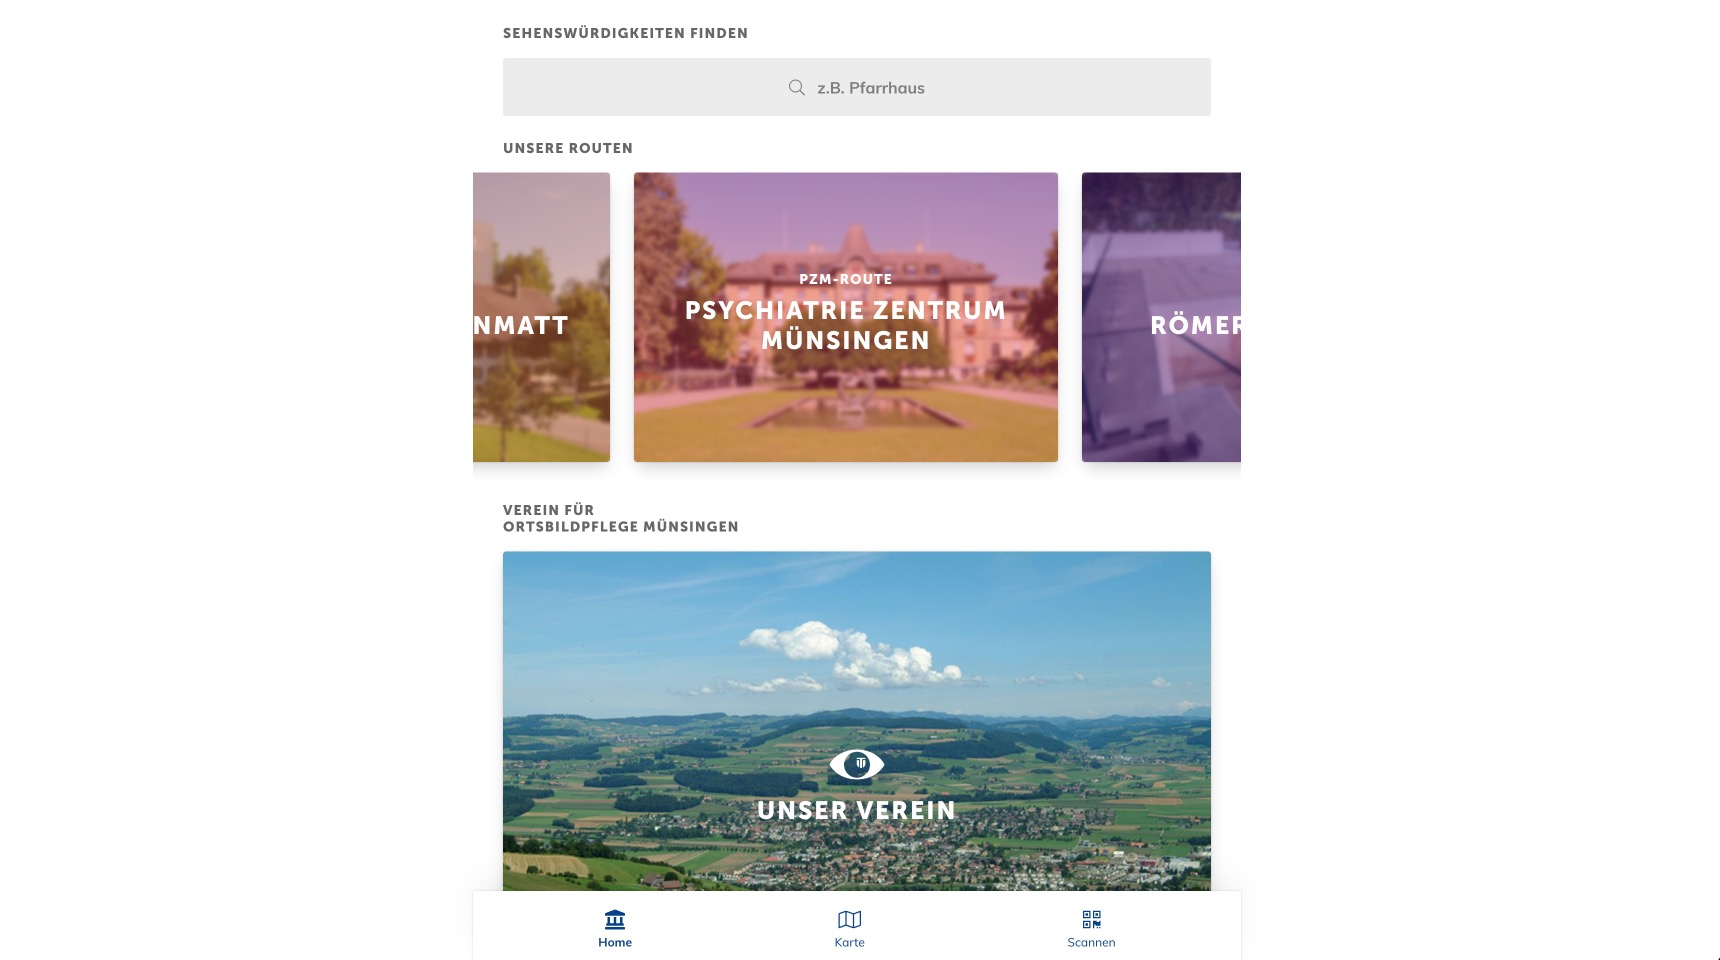 SEHENSWÜRDIGKEITEN FINDEN
z.B. Pfarrhaus
UNSERE ROUTEN
NMATT
PZM-ROUTE
PSYCHIATRIE ZENTRUM
MÜNSINGEN
RÖMER
VEREIN FÜR
ORTSBILDPFLEGE MÜNSINGEN
UNSER VEREIN
Home
Karte
Scannen